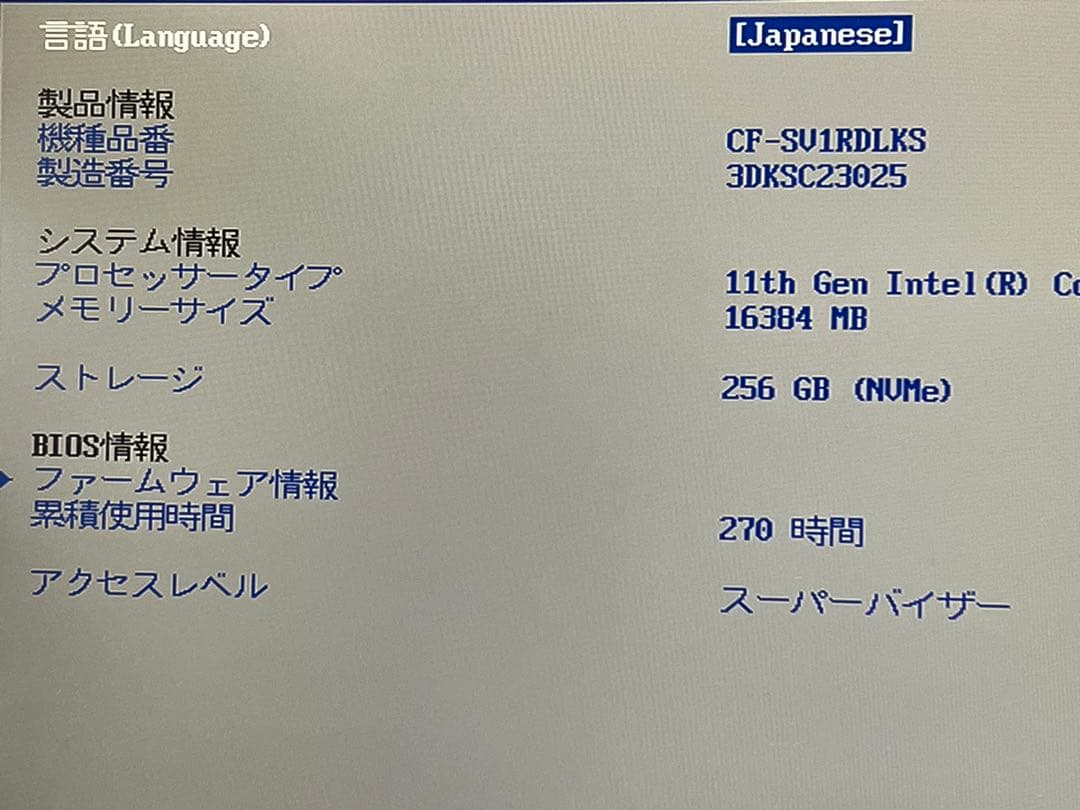 言語(Language) [Japanese]
製品情報
機種品番 CF-SV1RDLKS
製造番号 3DKSC23025
システム情報
プロセッサータイプ 11th Gen Intel(R)
メモリーサイズ 16384 MB
ストレージ 256 GB (NVMe)
BIOS情報
ファームウェア情報
累積使用時間 270 時間
アクセスレベル スーパーバイザー